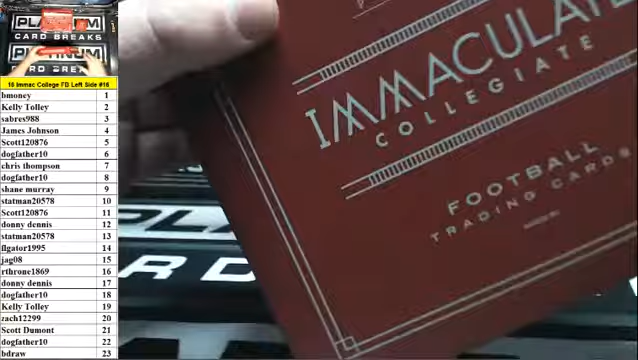 PLATINUM
CARD BREAKS
PLATINUM
CARD BREA
18 Immac College FB Left Side #16
bmoney 1
Kelly Tolley 2
sabres988 3
James Johnson 4
Scott120876 5
dogfather10 6
chris thompson 7
dogfather10 8
shane murray 9
statman20578 10
Scott120876 11
donny dennis 12
statman20578 13
flgator1995 14
jag08 15
rthrone1869 16
donny dennis 17
dogfather10 18
Kelly Tolley 19
zach12299 20
Scott Dumont 21
dogfather10 22
bdraw 23
IMMACULATE
COLLEGIATE
FOOTBALL
TRADING CARDS